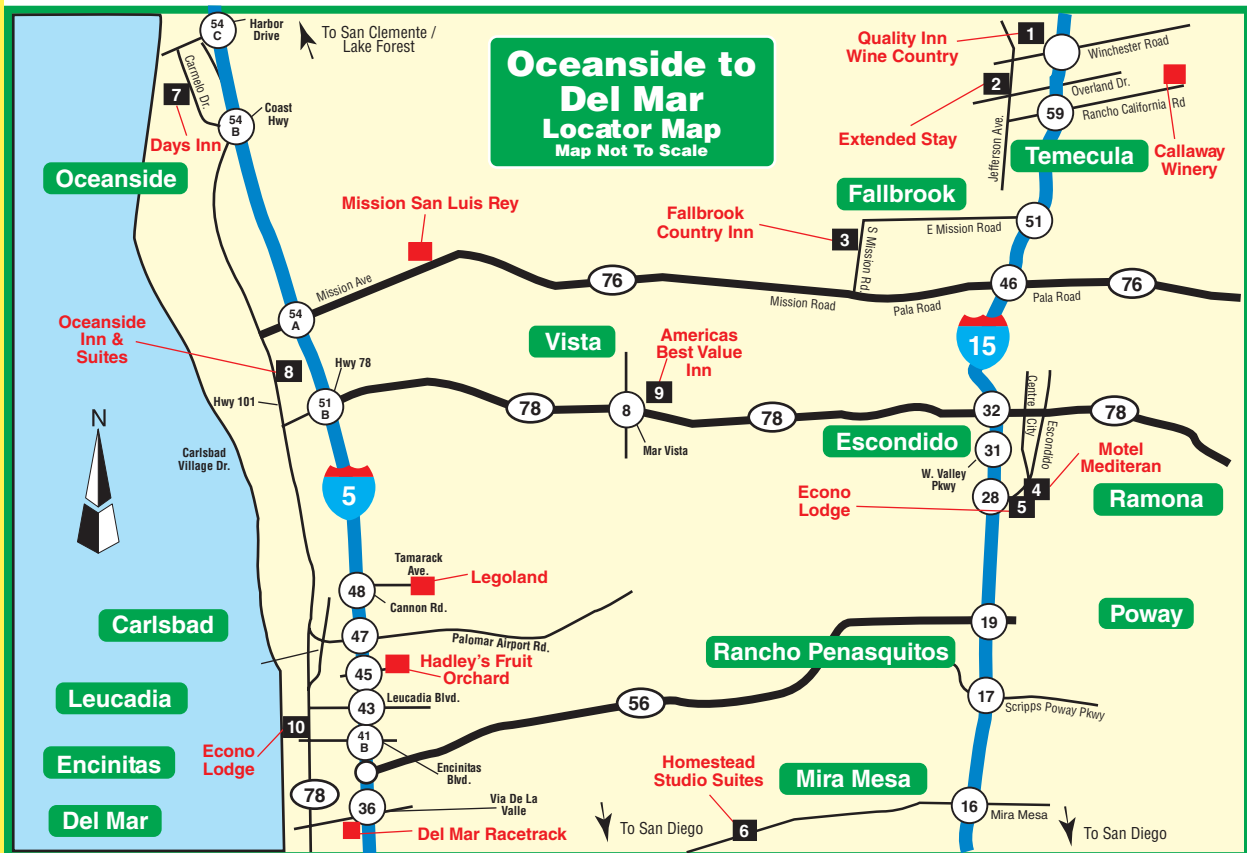 Oceanside to
Del Mar
Locator Map
Map Not To Scale
54
C
Harbor
Drive
To San Clemente /
Lake Forest
Carmelo Dr.
7
Days Inn
54
B
Coast
Hwy
Oceanside
Quality Inn
Wine Country
1
Winchester Road
2
Extended Stay
Overland Dr.
59
Rancho California Rd
Jefferson Ave.
Temecula
Callaway
Winery
Fallbrook
Mission San Luis Rey
Fallbrook
Country Inn
3
S Mission Rd.
E Mission Road
51
Mission Ave
76
Mission Road
Pala Road
46
Pala Road
76
54
A
Oceanside
Inn &
Suites
8
Hwy 78
Hwy 101
51
B
Vista
Americas
Best Value
Inn
9
15
78
8
Mar Vista
78
32
Centre City
Escondido
78
N
Carlsbad
Village Dr.
5
Escondido
31
W. Valley
Pkwy
Motel
Mediteran
Econo
Lodge
28
4
5
Ramona
Tamarack
Ave.
Legoland
48
Cannon Rd.
Carlsbad
47
Palomar Airport Rd.
19
Poway
Rancho Penasquitos
45
Hadley's Fruit
Orchard
Leucadia
43
Leucadia Blvd.
56
17
Scripps Poway Pkwy
10
Econo
Lodge
41
B
Encinitas
Blvd.
Encinitas
Homestead
Studio Suites
Mira Mesa
78
36
Via De La
Valle
Del Mar
Del Mar Racetrack
To San Diego
6
16
Mira Mesa
To San Diego